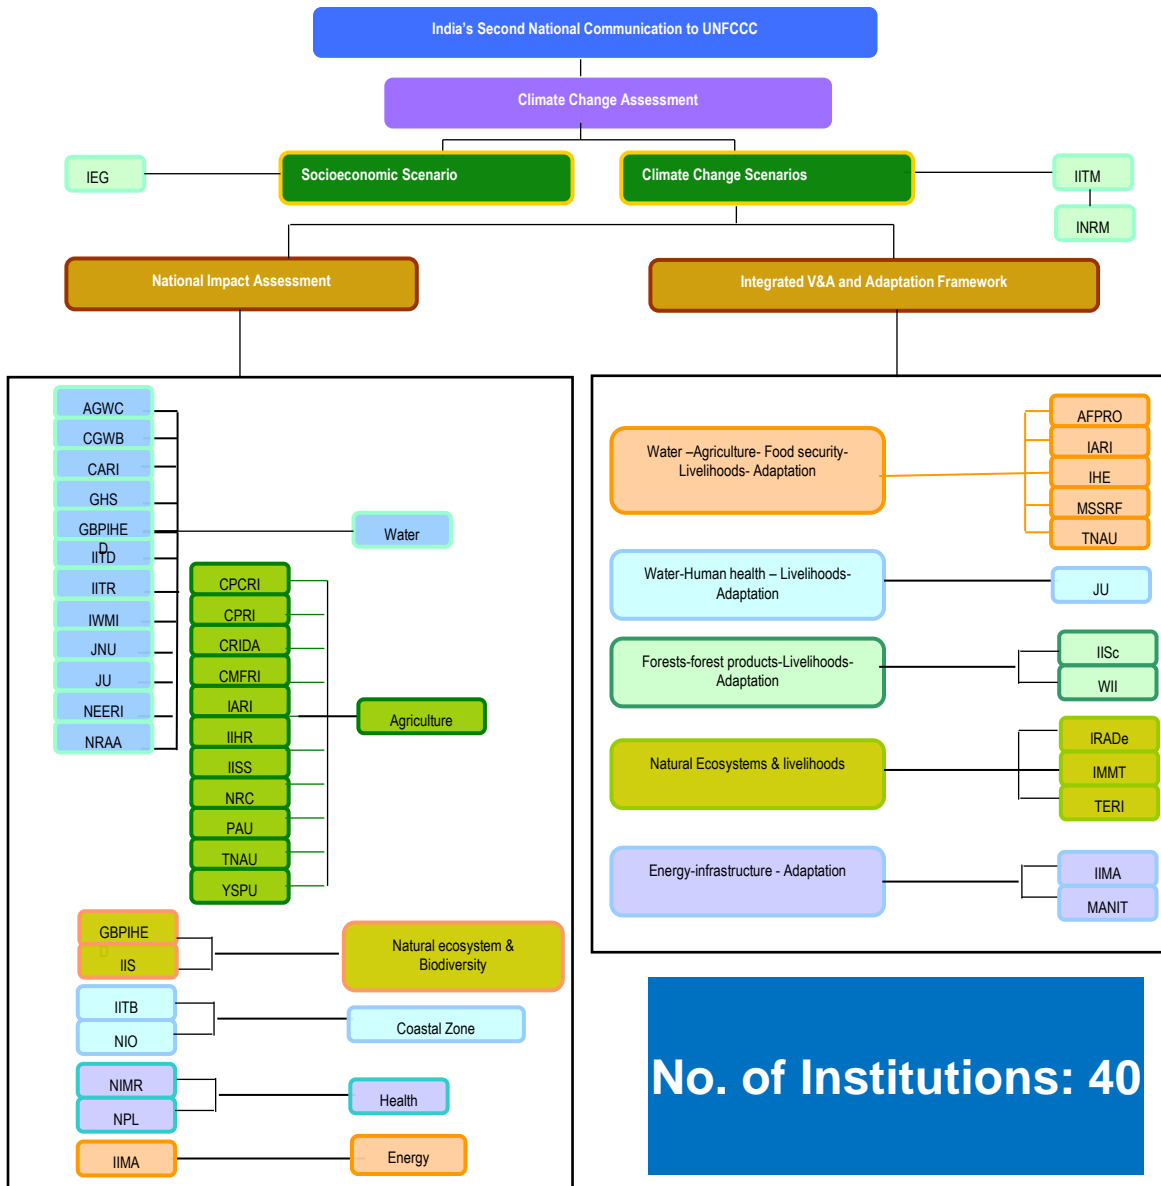 India's Second National Communication to UNFCCC
Climate Change Assessment
IEG
Socioeconomic Scenario
Climate Change Scenarios
IITM
INRM
National Impact Assessment
Integrated V&A and Adaptation Framework
AGWC
CGWB
CARI
GHS
GBPIHE
D
IITD
IITR
IWMI
JNU
JU
NEERI
NRAA
Water
CPCRI
CPRI
CRIDA
CMFRI
IARI
IIHR
IISS
NRC
PAU
TNAU
YSPU
Agriculture
GBPIHE
D
IIS
Natural ecosystem &
Biodiversity
IITB
NIO
Coastal Zone
NIMR
NPL
Health
IIMA
Energy
Water –Agriculture- Food security-
Livelihoods- Adaptation
AFPRO
IARI
IHE
MSSRF
TNAU
Water-Human health – Livelihoods-
Adaptation
JU
Forests-forest products-Livelihoods-
Adaptation
IISc
WII
Natural Ecosystems & livelihoods
IRADe
IMMT
TERI
Energy-infrastructure - Adaptation
IIMA
MANIT
No. of Institutions: 40